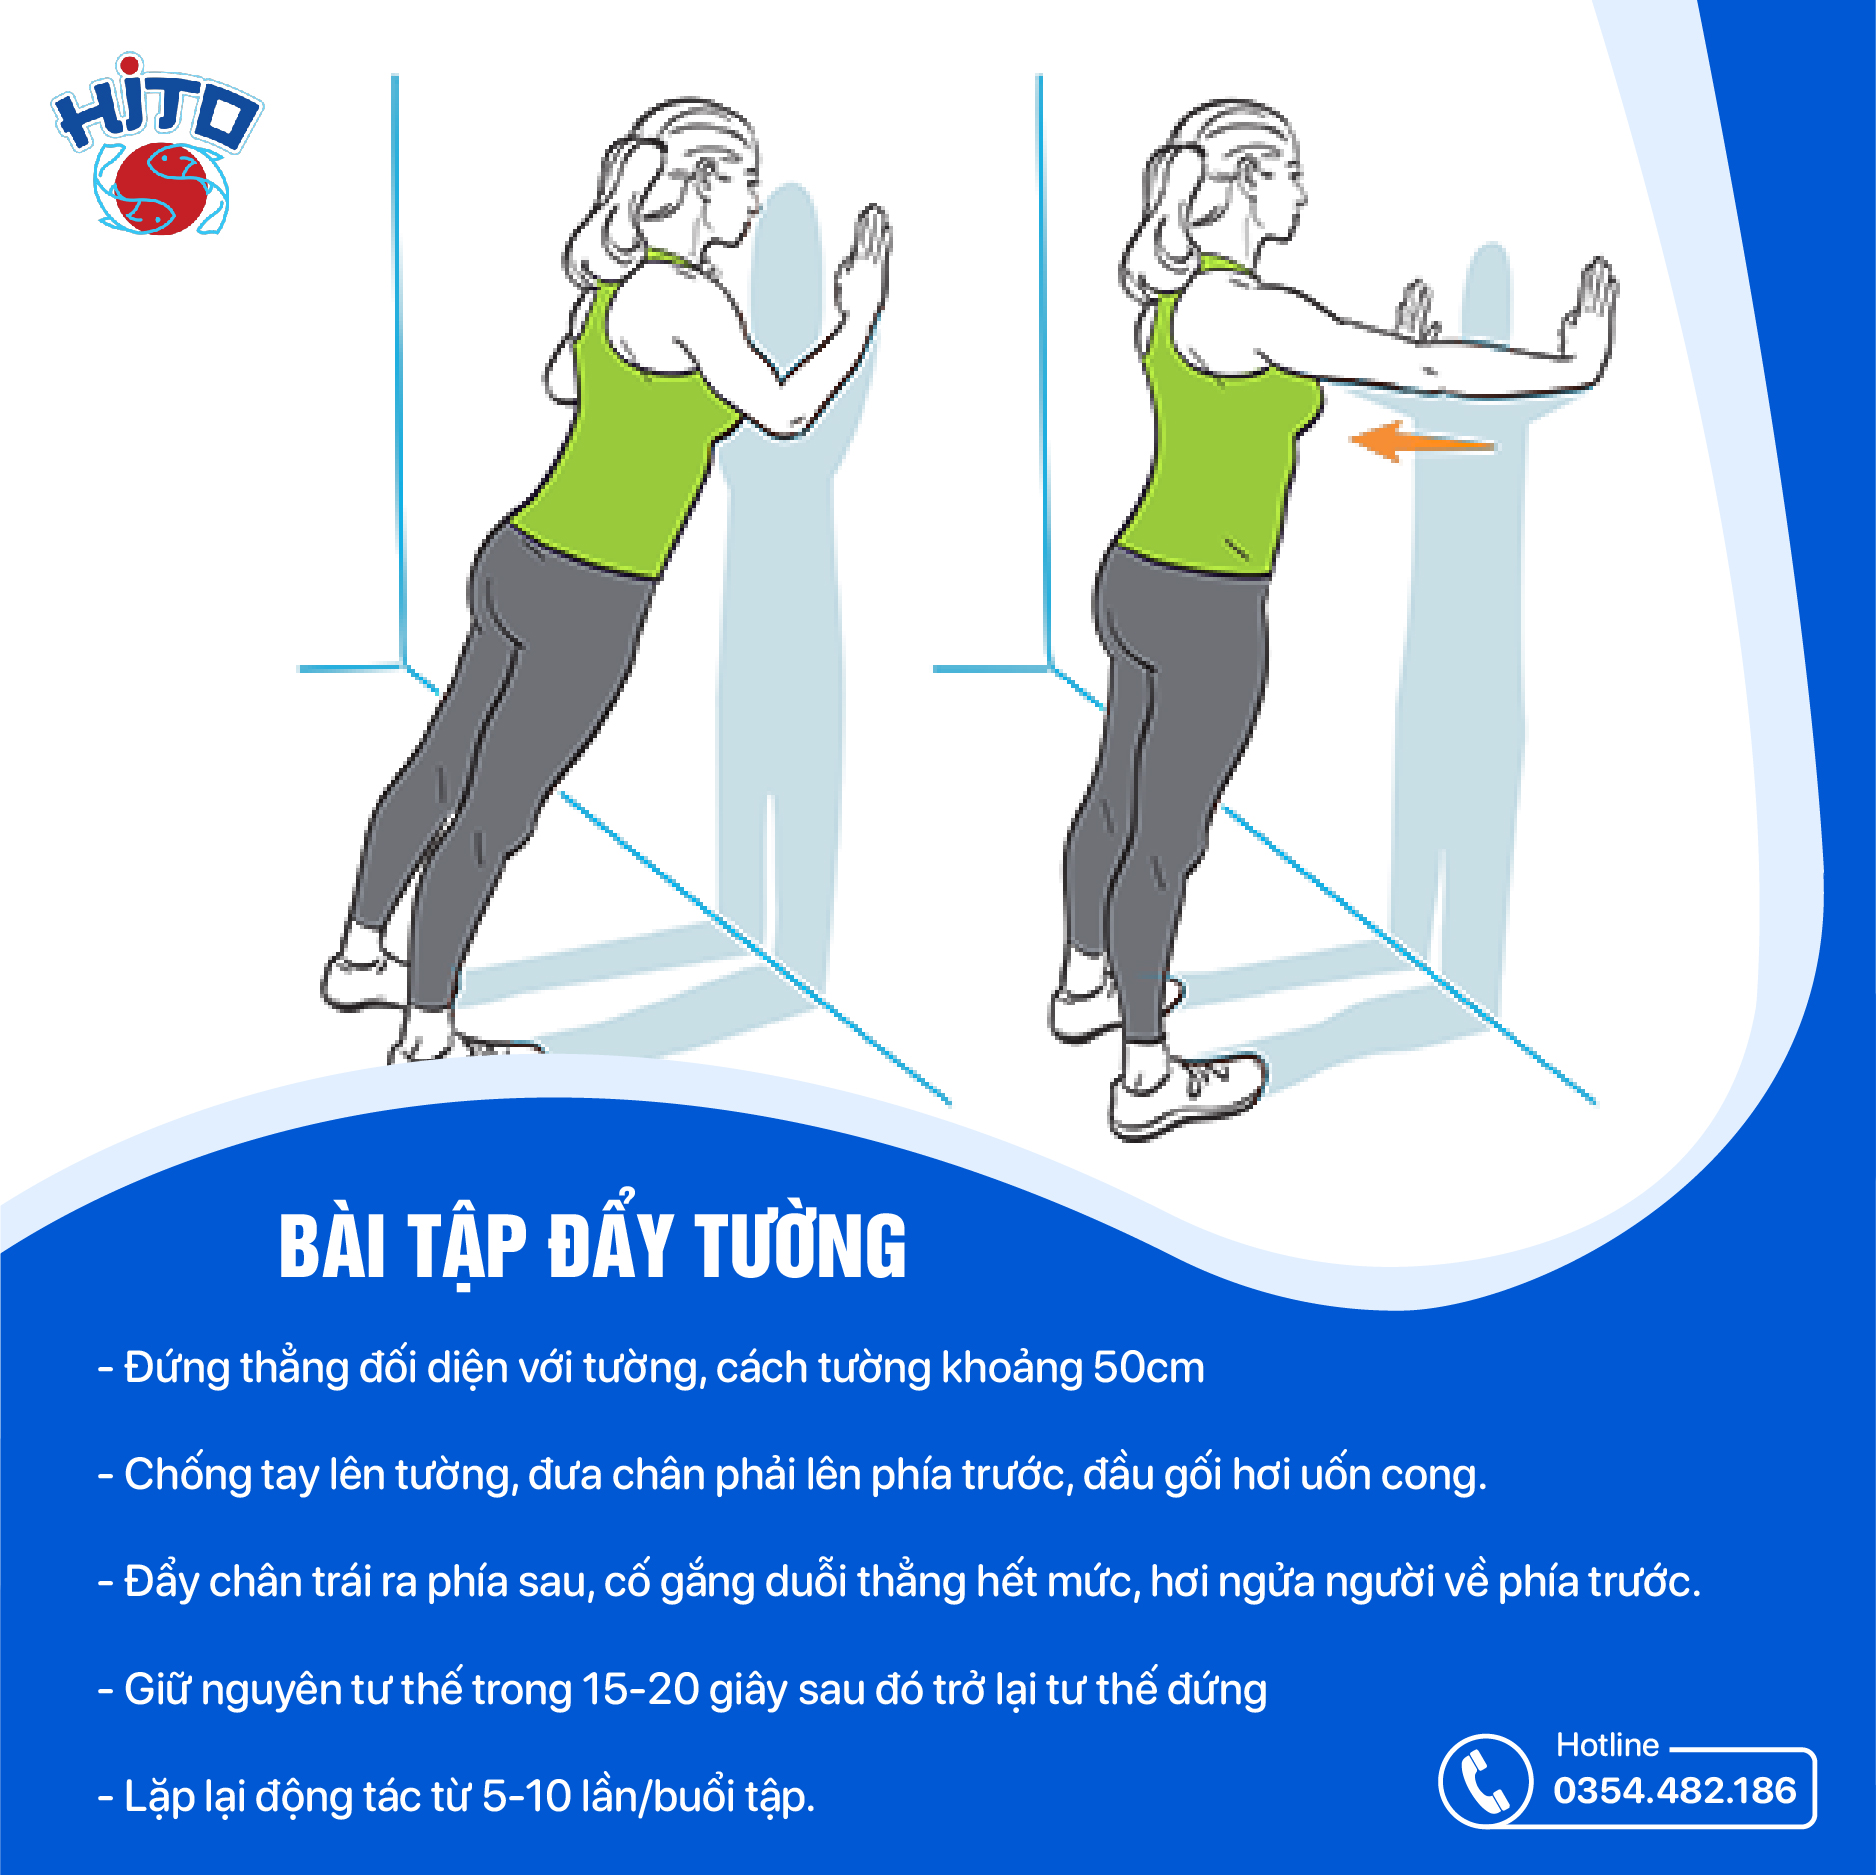 HiTO
BÀI TẬP ĐẨY TƯỜNG
- Đứng thẳng đối diện với tường, cách tường khoảng 50cm
- Chống tay lên tường, đưa chân phải lên phía trước, đầu gối hơi uốn cong.
- Đẩy chân trái ra phía sau, cố gắng duỗi thẳng hết mức, hơi ngửa người về phía trước.
- Giữ nguyên tư thế trong 15-20 giây sau đó trở lại tư thế đứng
- Lặp lại động tác từ 5-10 lần/buổi tập.
Hotline
0354.482.186